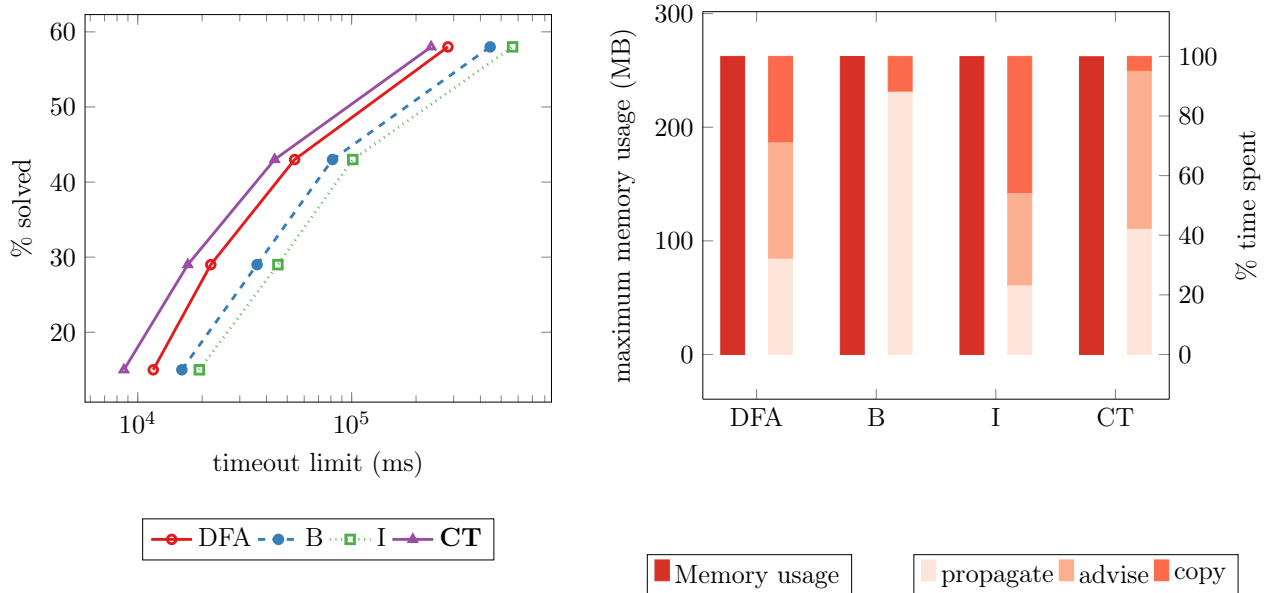 60
50
40
30
20
% solved
10^4
10^5
timeout limit (ms)
DFA B I CT
300
200
100
0
maximum memory usage (MB)
100
80
60
40
20
0
% time spent
DFA B I CT
Memory usage
propagate advise copy